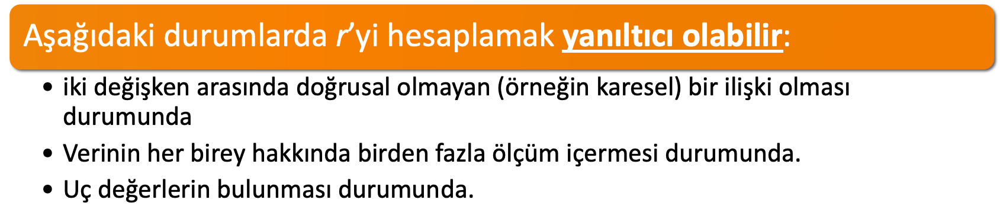 Aşağıdaki durumlarda r’yi hesaplamak yanıltıcı olabilir:
• iki değişken arasında doğrusal olmayan (örneğin karesel) bir ilişki olması
durumunda
• Verinin her birey hakkında birden fazla ölçüm içermesi durumunda.
• Uç değerlerin bulunması durumunda.